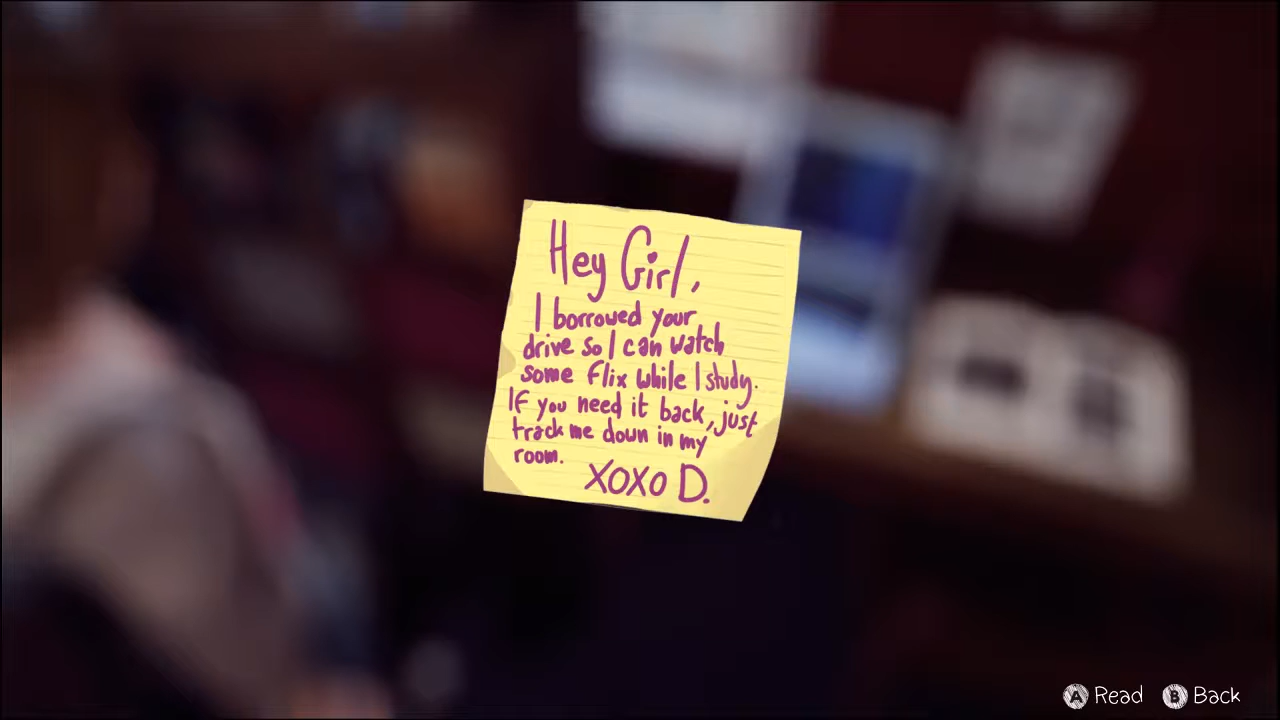 Hey Girl,
I borrowed your
drive so I can watch
some Flix while I study.
If you need it back, just
track me down in my
room.
XOXO D.
A Read B Back